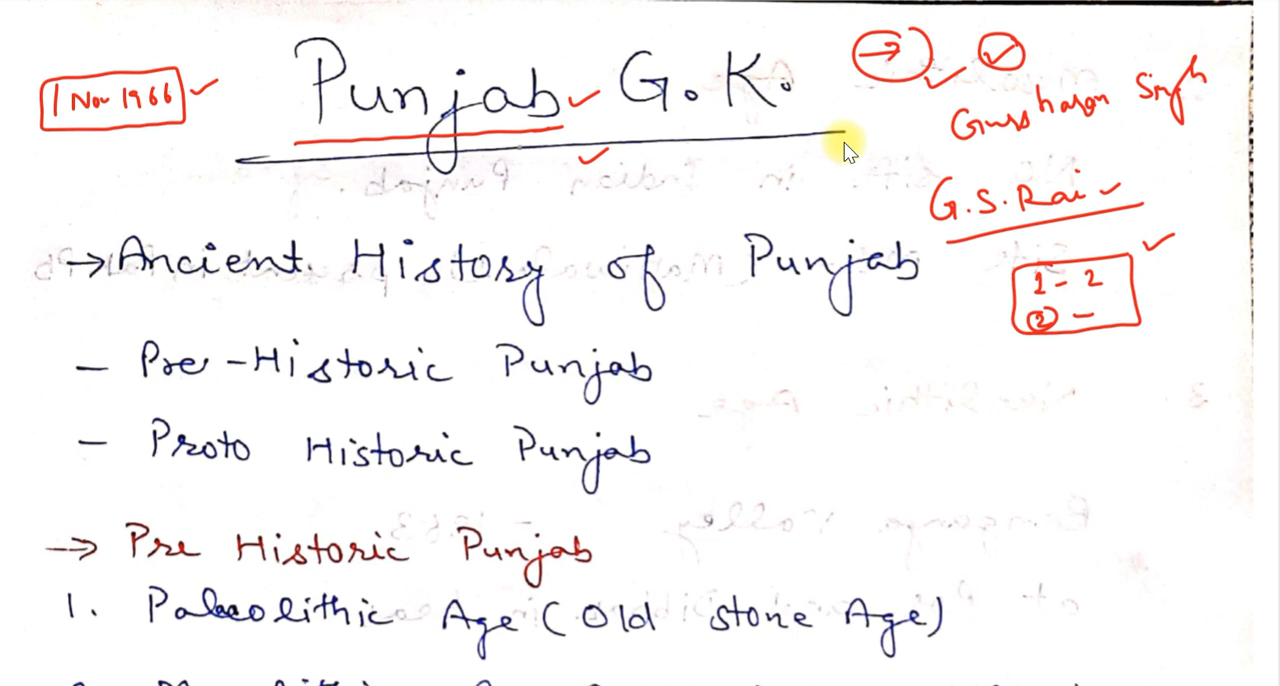 1 Nov 1966
Punjab G.K.
Gursharan Singh
G.S. Rai
1 - 2
2 -
→ Ancient History of Punjab
- Pre-Historic Punjab
- Proto Historic Punjab
→ Pre Historic Punjab
1. Paleolithic Age (Old stone Age)